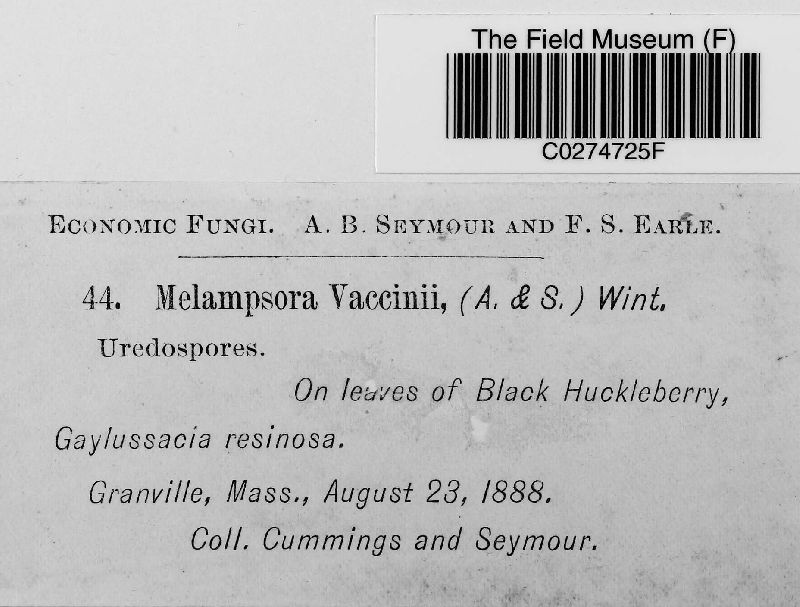 The Field Museum (F)
C0274725F
Economic Fungi. A. B. Seymour and F. S. Earle.
44. Melampsora Vaccinii, (A. & S.) Wint.
Uredospores.
On leaves of Black Huckleberry,
Gaylussacia resinosa.
Granville, Mass., August 23, 1888.
Coll. Cummings and Seymour.